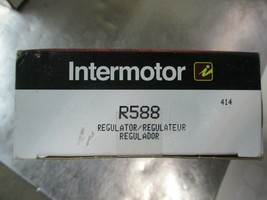 Intermotor i
R588
414
REGULATOR/REGULATEUR
REGULADOR